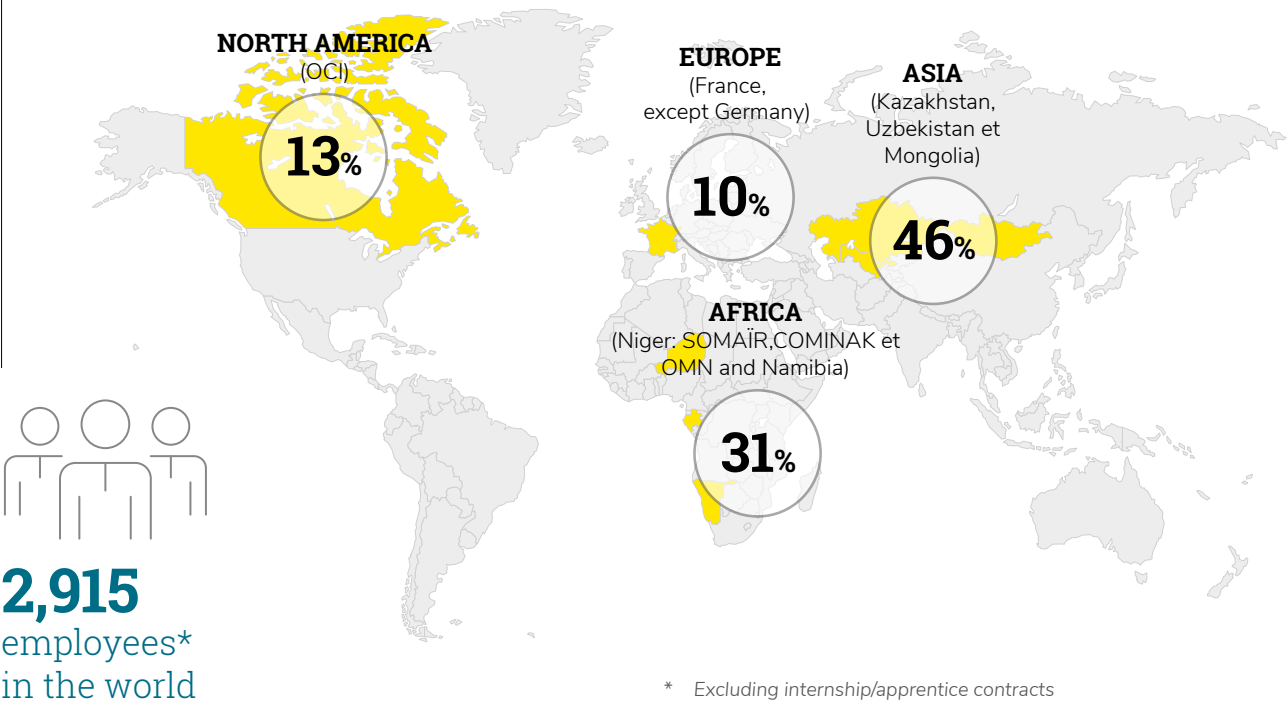 NORTH AMERICA
(OCI)
13%
EUROPE
(France,
except Germany)
10%
ASIA
(Kazakhstan,
Uzbekistan et
Mongolia)
46%
AFRICA
(Niger: SOMAÏR,COMINAK et
OMN and Namibia)
31%
2,915
employees*
in the world
* Excluding internship/apprentice contracts